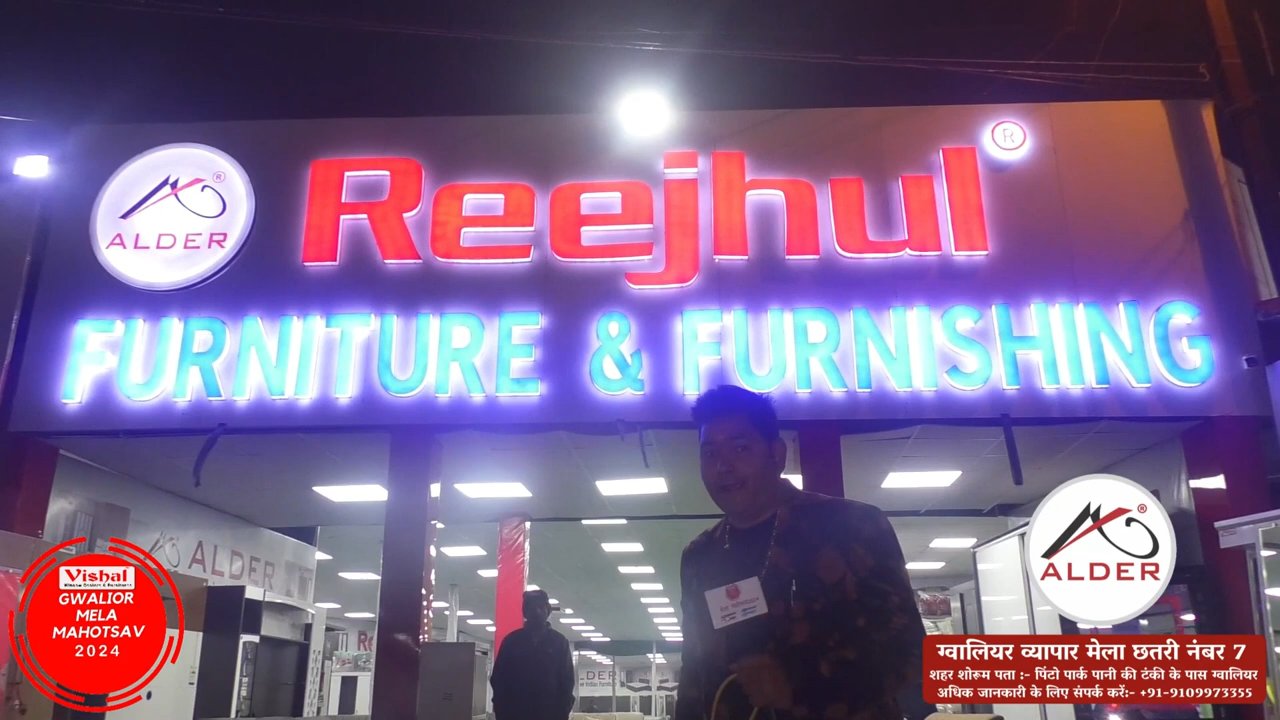 ALDER
®
Reejhul
®
FURNITURE & FURNISHING
ALDER
Vishal
GWALIOR
MELA
MAHOTSAV
2024
®
ALDER
ग्वालियर व्यापार मेला छतरी नंबर 7
शहर शोरूम पता :- पिंटो पार्क पानी की टंकी के पास ग्वालियर
अधिक जानकारी के लिए संपर्क करें:- +91-9109973355